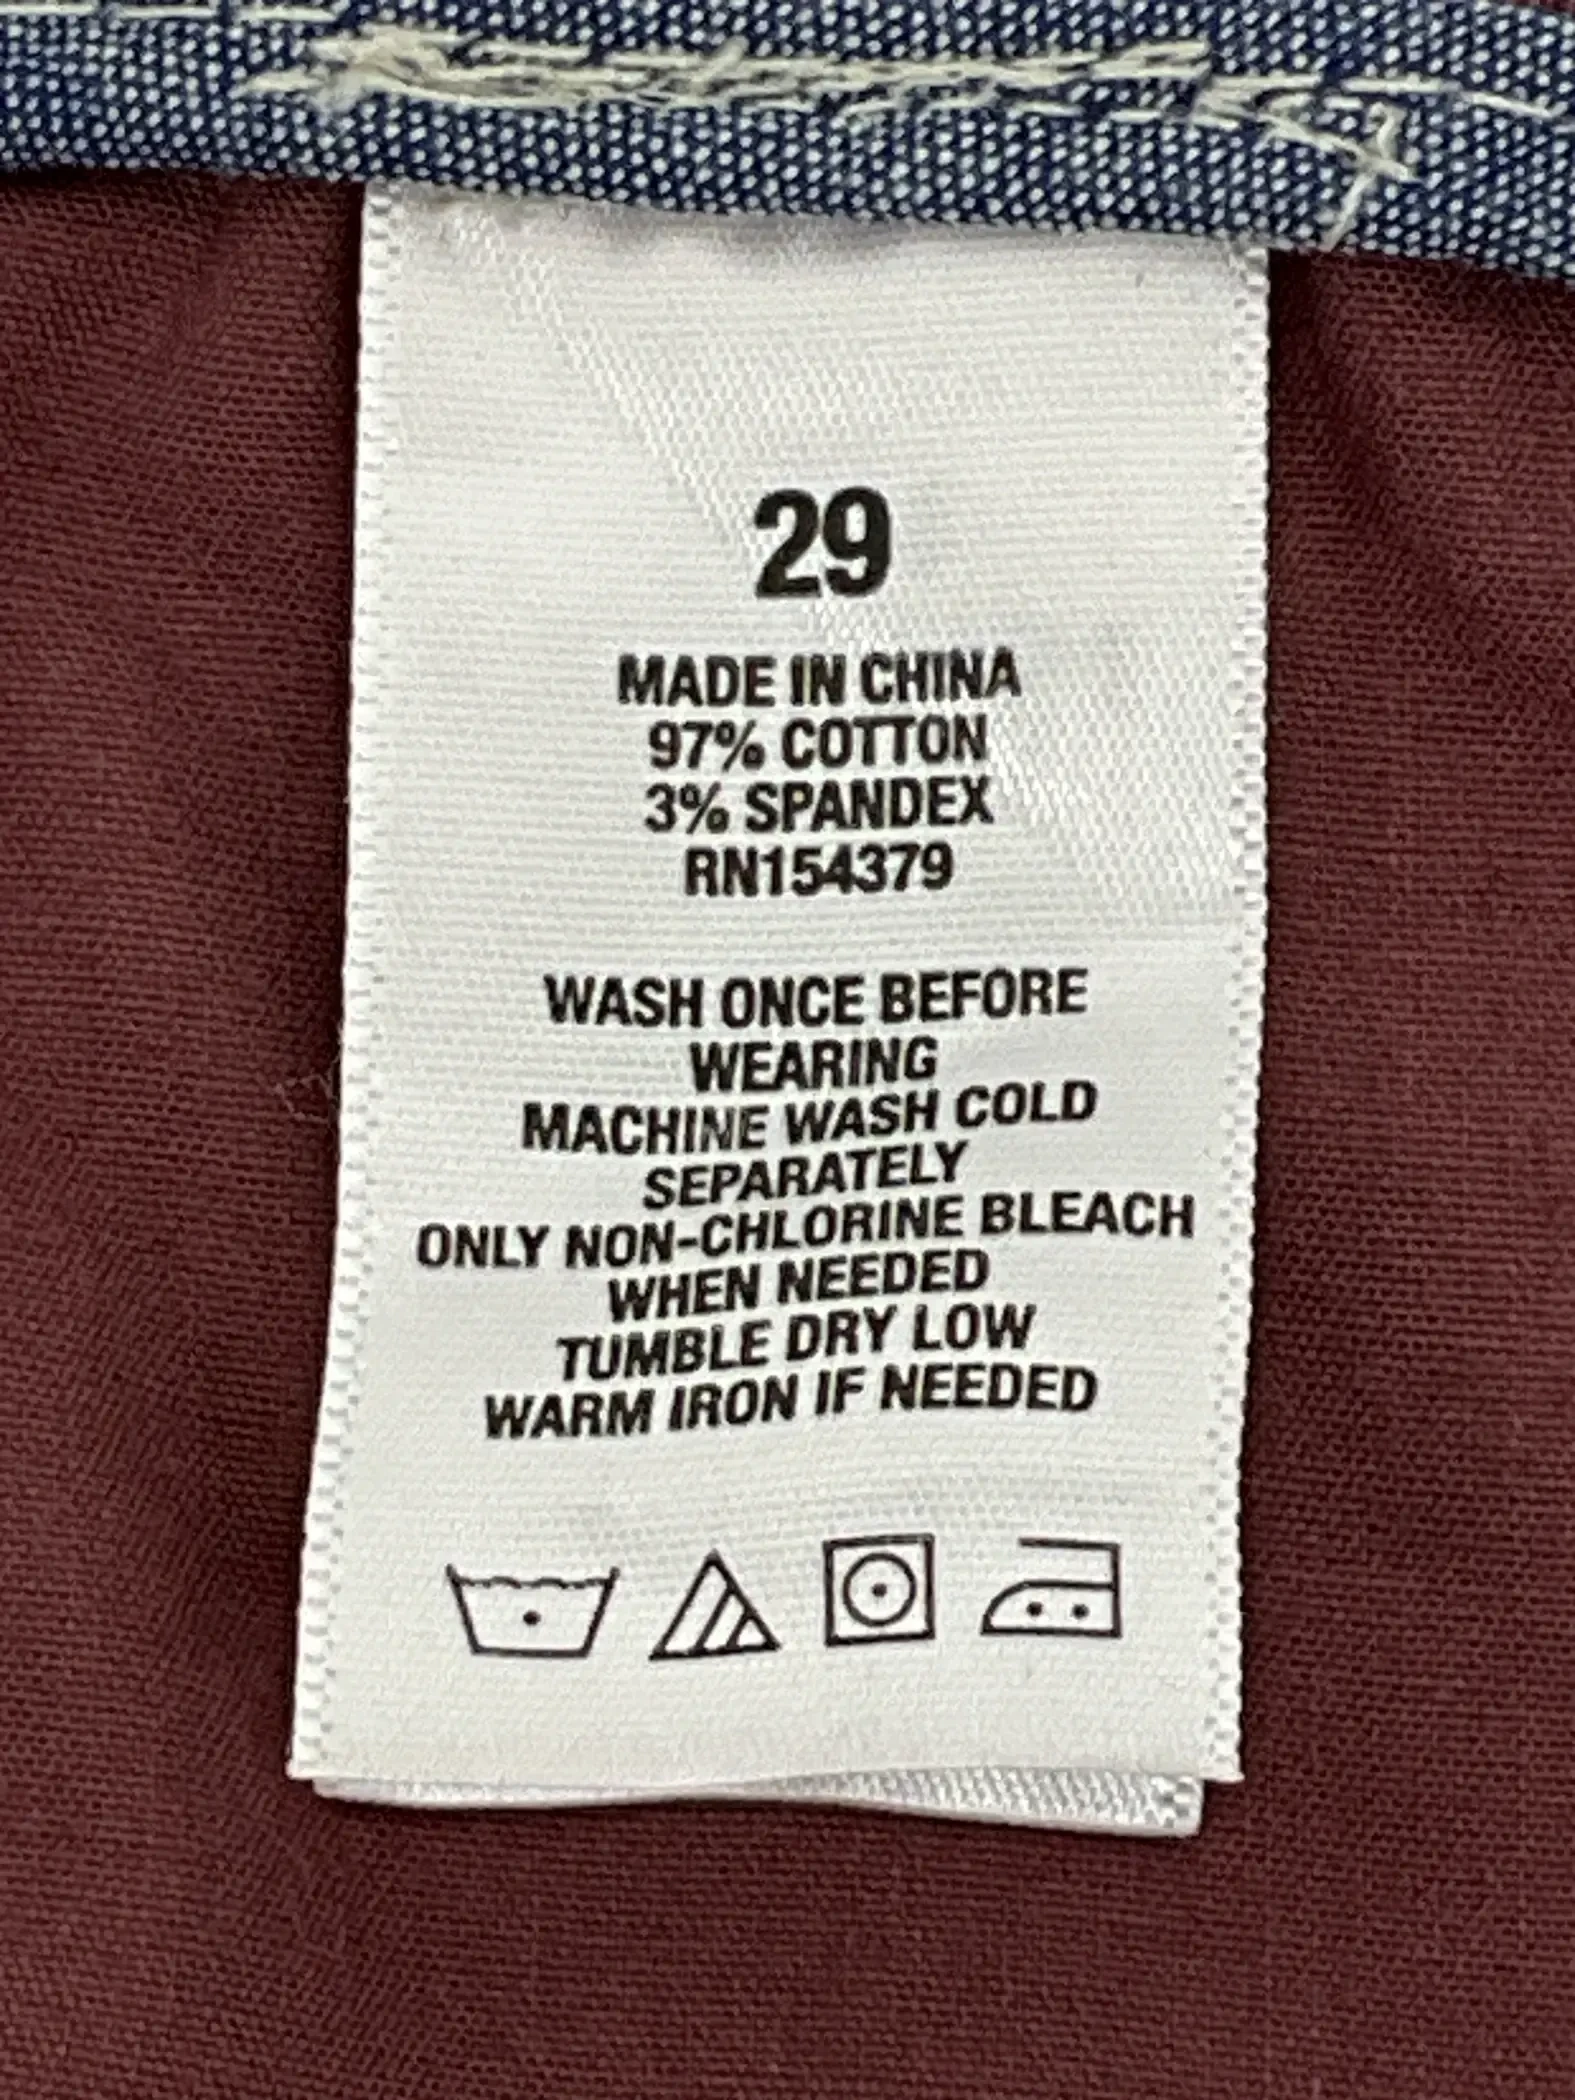 29
MADE IN CHINA
97% COTTON
3% SPANDEX
RN154379
WASH ONCE BEFORE
WEARING
MACHINE WASH COLD
SEPARATELY
ONLY NON-CHLORINE BLEACH
WHEN NEEDED
TUMBLE DRY LOW
WARM IRON IF NEEDED